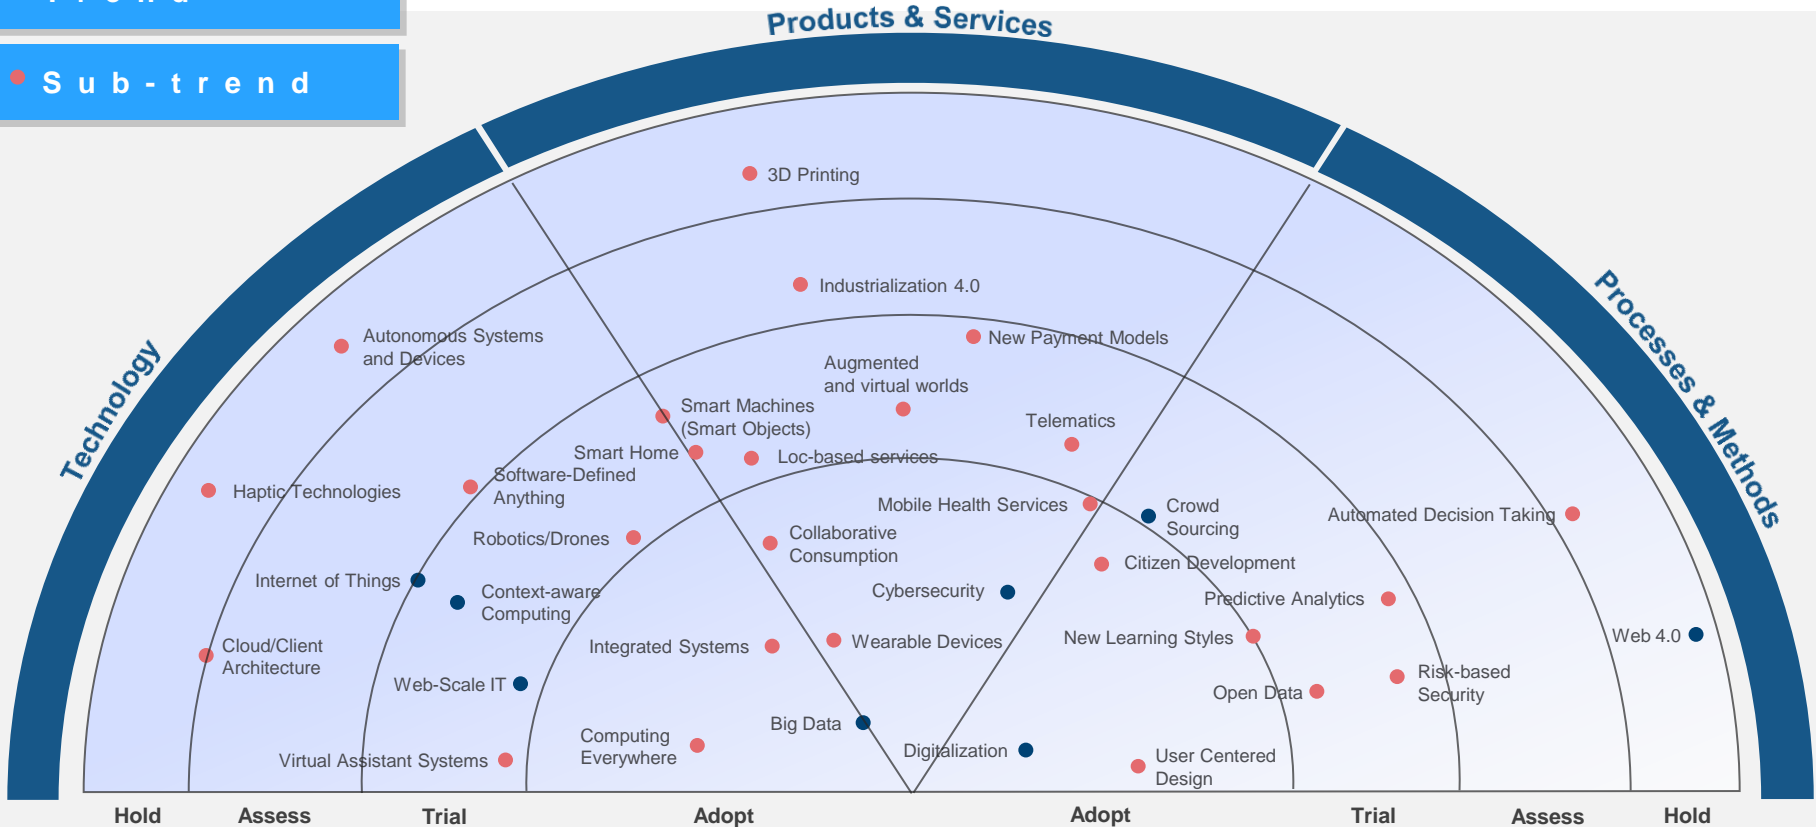 Trend
Sub-trend
Products & Services
Technology
Processes & Methods
3D Printing
Industrialization 4.0
Autonomous Systems
and Devices
New Payment Models
Augmented
and virtual worlds
Smart Machines
(Smart Objects)
Telematics
Smart Home
Loc-based services
Software-Defined
Anything
Haptic Technologies
Mobile Health Services
Crowd
Sourcing
Automated Decision Taking
Robotics/Drones
Collaborative
Consumption
Citizen Development
Internet of Things
Context-aware
Computing
Cybersecurity
Predictive Analytics
Cloud/Client
Architecture
Integrated Systems
Wearable Devices
New Learning Styles
Web 4.0
Web-Scale IT
Open Data
Risk-based
Security
Big Data
Computing
Everywhere
Digitalization
User Centered
Design
Virtual Assistant Systems
Hold
Assess
Trial
Adopt
Adopt
Trial
Assess
Hold